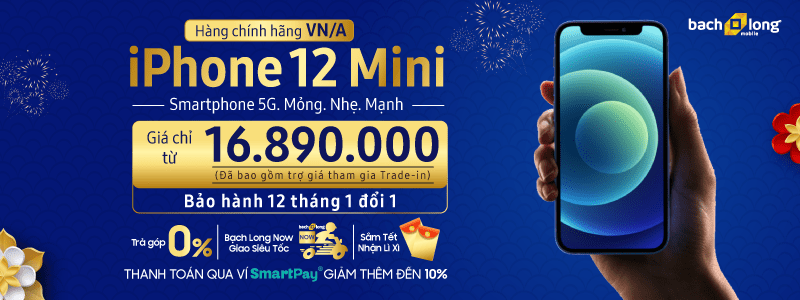 Hàng chính hãng VN/A
bach long
mobile
iPhone 12 Mini
Smartphone 5G. Mỏng. Nhẹ. Mạnh
Giá chỉ
từ
16.890.000
(Đã bao gồm trợ giá tham gia Trade-in)
Bảo hành 12 tháng 1 đổi 1
Trả góp 0%
Bạch Long Now
Giao Siêu Tốc
bach long
NOW
Sắm Tết
Nhận Lì Xì
THANH TOÁN QUA VÍ SmartPay GIẢM THÊM ĐẾN 10%